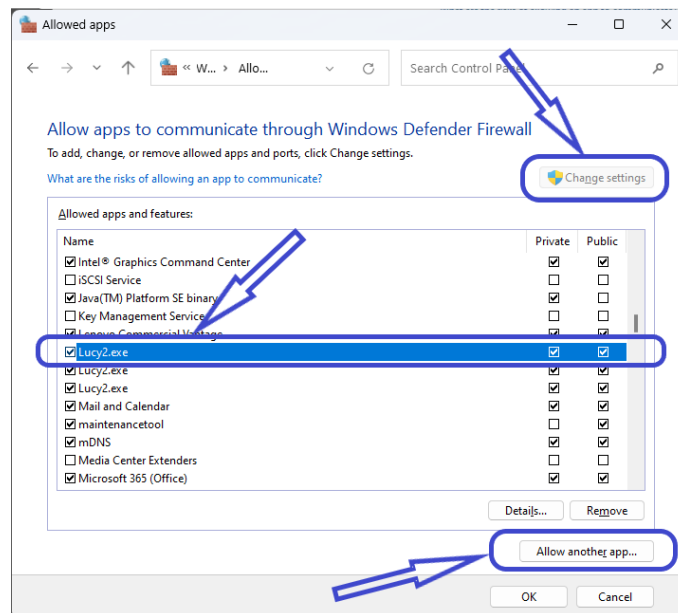 Allowed apps
« W... › Allo...
Search Control Panel
Allow apps to communicate through Windows Defender Firewall
To add, change, or remove allowed apps and ports, click Change settings.
What are the risks of allowing an app to communicate?
Change settings
Allowed apps and features:
Name Private Public
Intel® Graphics Command Center
iSCSI Service
Java(TM) Platform SE binary
Key Management Service
Lenovo Commercial Vantage
Lucy2.exe
Lucy2.exe
Lucy2.exe
Mail and Calendar
maintenancetool
mDNS
Media Center Extenders
Microsoft 365 (Office)
Details... Remove
Allow another app...
OK Cancel